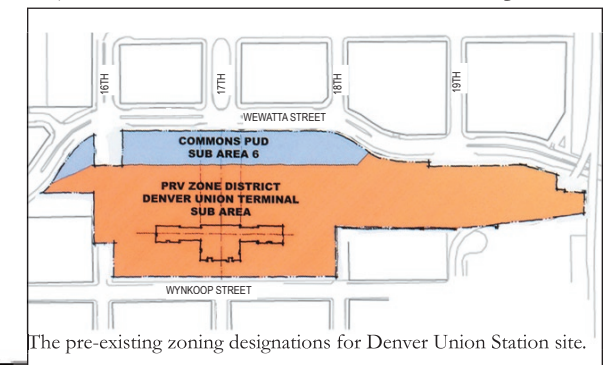 16TH
17TH
18TH
19TH
WEWATTA STREET
COMMONS PUD
SUB AREA 6
PRV ZONE DISTRICT
DENVER UNION TERMINAL
SUB AREA
WYNKOOP STREET
The pre-existing zoning designations for Denver Union Station site.